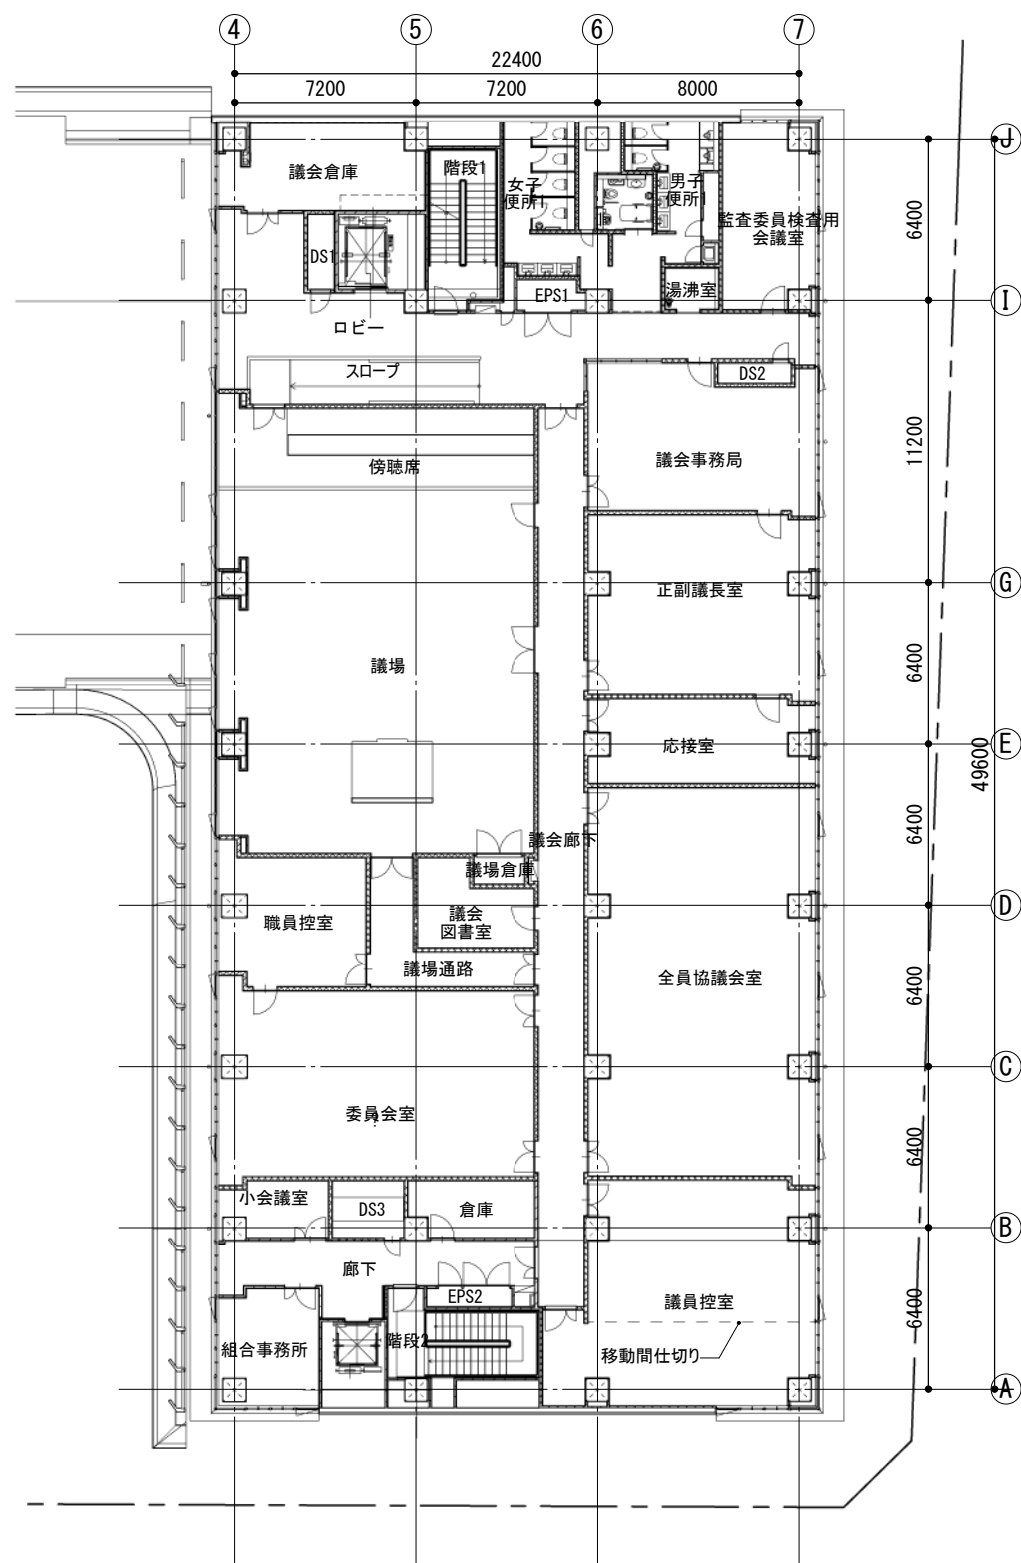 4
5
6
7
22400
7200
7200
8000
J
議会倉庫
階段1
女子
便所1
男子
便所1
監査委員検査用
会議室
6400
DS1
湯沸室
EPS1
I
ロビー
スロープ
DS2
11200
傍聴席
議会事務局
G
正副議長室
6400
議場
応接室
E
49600
議会廊下
6400
議場倉庫
職員控室
議会
図書室
D
議場通路
全員協議会室
6400
C
委員会室
6400
小会議室
DS3
倉庫
B
廊下
EPS2
議員控室
6400
組合事務所
階段2
移動間仕切り
A